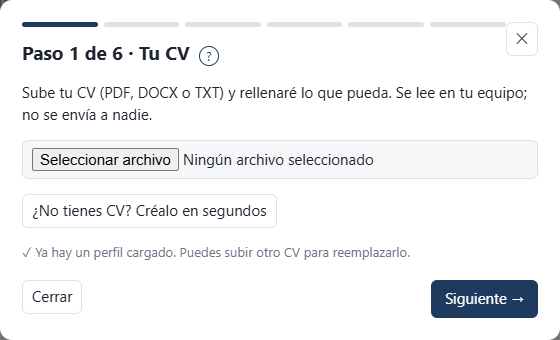 Paso 1 de 6 · Tu CV ?
Sube tu CV (PDF, DOCX o TXT) y rellenaré lo que pueda. Se lee en tu equipo;
no se envía a nadie.
Seleccionar archivo Ningún archivo seleccionado
¿No tienes CV? Créalo en segundos
✓ Ya hay un perfil cargado. Puedes subir otro CV para reemplazarlo.
Cerrar
Siguiente →